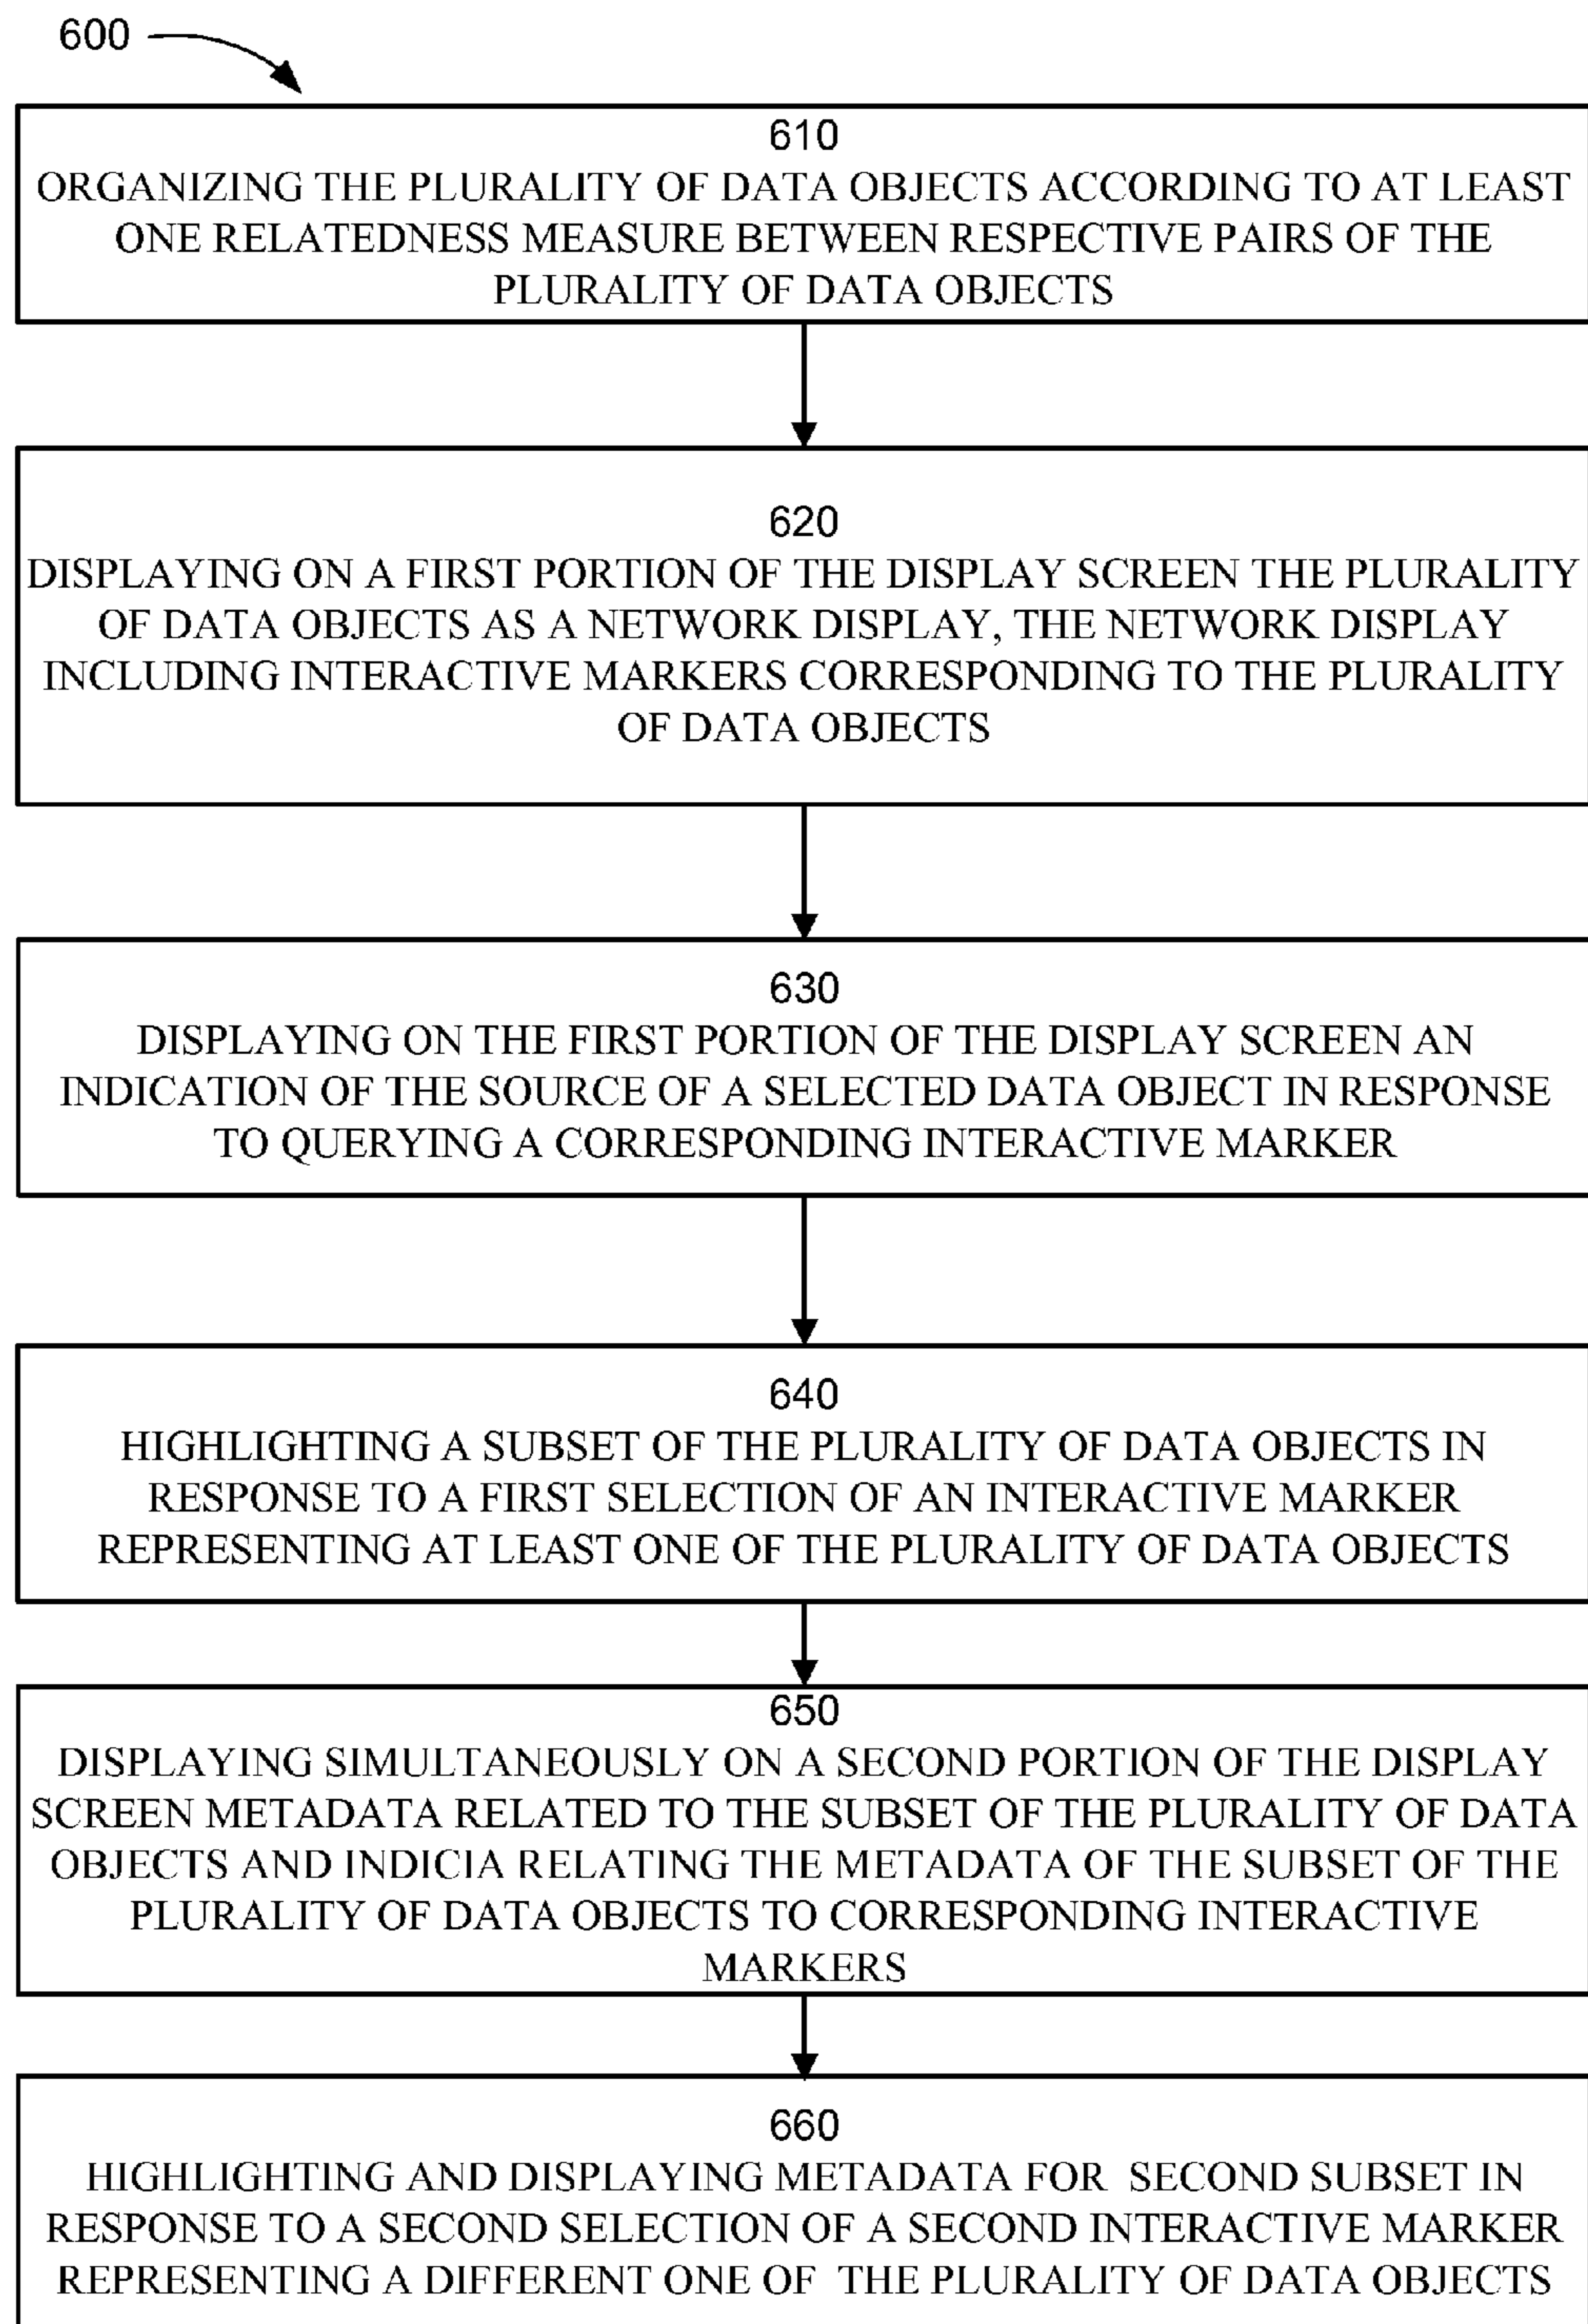 600
610
ORGANIZING THE PLURALITY OF DATA OBJECTS ACCORDING TO AT LEAST
ONE RELATEDNESS MEASURE BETWEEN RESPECTIVE PAIRS OF THE
PLURALITY OF DATA OBJECTS
620
DISPLAYING ON A FIRST PORTION OF THE DISPLAY SCREEN THE PLURALITY
OF DATA OBJECTS AS A NETWORK DISPLAY, THE NETWORK DISPLAY
INCLUDING INTERACTIVE MARKERS CORRESPONDING TO THE PLURALITY
OF DATA OBJECTS
630
DISPLAYING ON THE FIRST PORTION OF THE DISPLAY SCREEN AN
INDICATION OF THE SOURCE OF A SELECTED DATA OBJECT IN RESPONSE
TO QUERYING A CORRESPONDING INTERACTIVE MARKER
640
HIGHLIGHTING A SUBSET OF THE PLURALITY OF DATA OBJECTS IN
RESPONSE TO A FIRST SELECTION OF AN INTERACTIVE MARKER
REPRESENTING AT LEAST ONE OF THE PLURALITY OF DATA OBJECTS
650
DISPLAYING SIMULTANEOUSLY ON A SECOND PORTION OF THE DISPLAY
SCREEN METADATA RELATED TO THE SUBSET OF THE PLURALITY OF DATA
OBJECTS AND INDICIA RELATING THE METADATA OF THE SUBSET OF THE
PLURALITY OF DATA OBJECTS TO CORRESPONDING INTERACTIVE
MARKERS
660
HIGHLIGHTING AND DISPLAYING METADATA FOR SECOND SUBSET IN
RESPONSE TO A SECOND SELECTION OF A SECOND INTERACTIVE MARKER
REPRESENTING A DIFFERENT ONE OF THE PLURALITY OF DATA OBJECTS